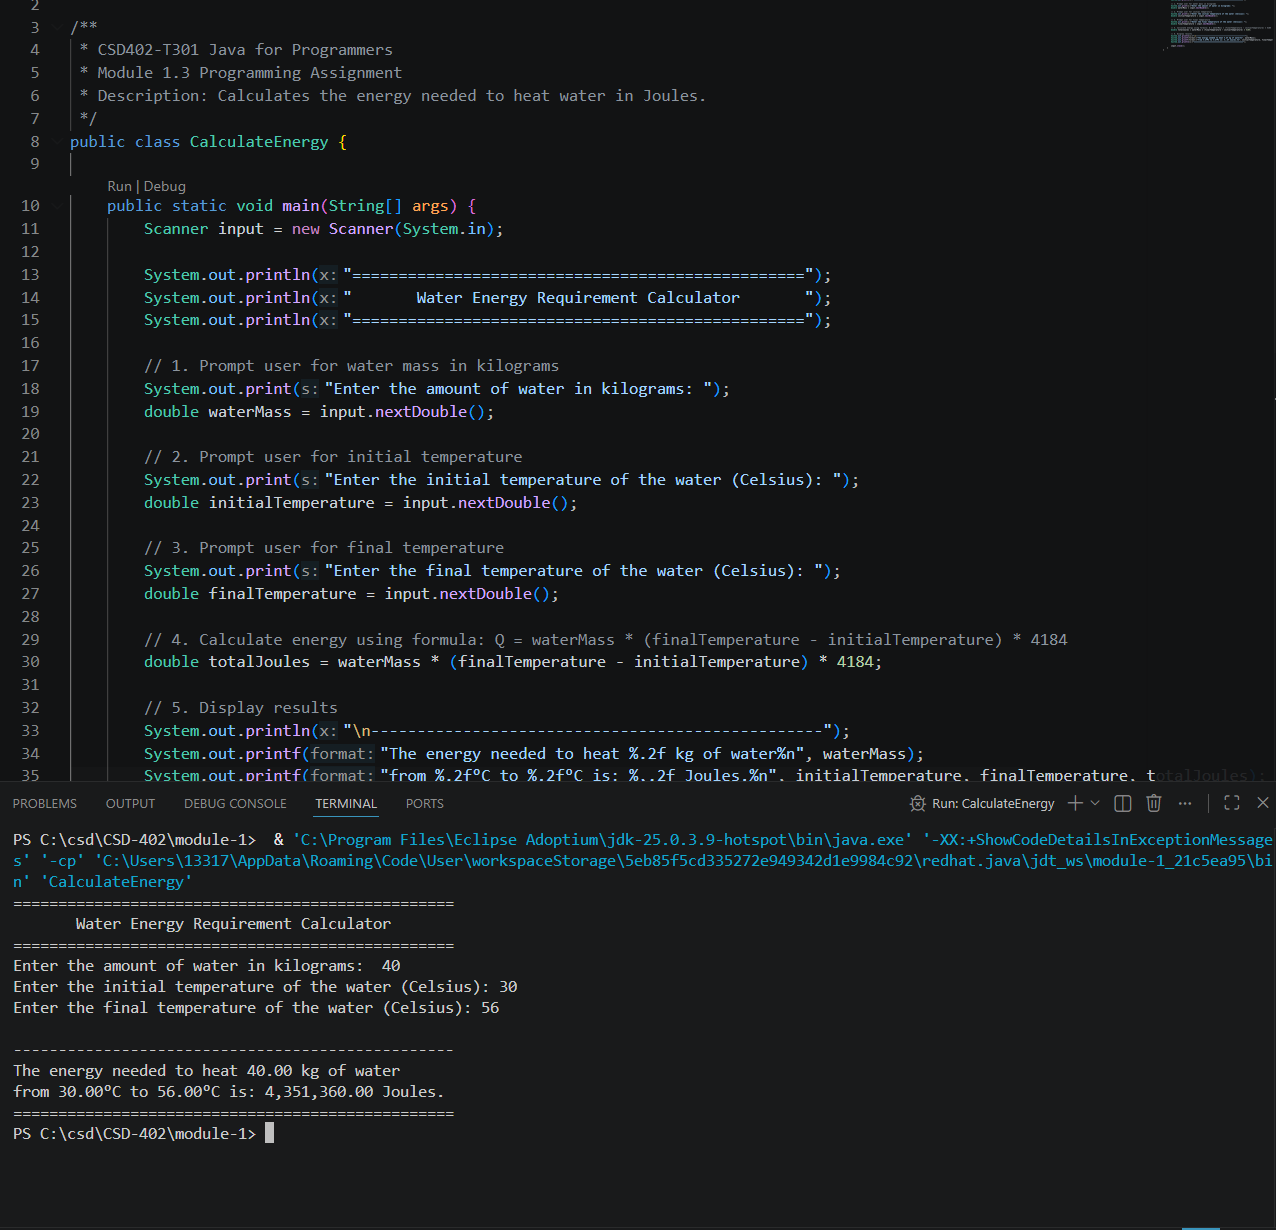 2
3 /**
4  * CSD402-T301 Java for Programmers
5  * Module 1.3 Programming Assignment
6  * Description: Calculates the energy needed to heat water in Joules.
7  */
8 public class CalculateEnergy {
9
Run | Debug
10     public static void main(String[] args) {
11         Scanner input = new Scanner(System.in);
12
13         System.out.println(x: "=================================================");
14         System.out.println(x: "       Water Energy Requirement Calculator       ");
15         System.out.println(x: "=================================================");
16
17         // 1. Prompt user for water mass in kilograms
18         System.out.print(s: "Enter the amount of water in kilograms: ");
19         double waterMass = input.nextDouble();
20
21         // 2. Prompt user for initial temperature
22         System.out.print(s: "Enter the initial temperature of the water (Celsius): ");
23         double initialTemperature = input.nextDouble();
24
25         // 3. Prompt user for final temperature
26         System.out.print(s: "Enter the final temperature of the water (Celsius): ");
27         double finalTemperature = input.nextDouble();
28
29         // 4. Calculate energy using formula: Q = waterMass * (finalTemperature - initialTemperature) * 4184
30         double totalJoules = waterMass * (finalTemperature - initialTemperature) * 4184;
31
32         // 5. Display results
33         System.out.println(x: "\n-------------------------------------------------");
34         System.out.printf(format: "The energy needed to heat %.2f kg of water%n", waterMass);
35         System.out.printf(format: "from %.2fºC to %.2fºC is: %,.2f Joules.%n", initialTemperature, finalTemperature, totalJoules);
PROBLEMS OUTPUT DEBUG CONSOLE TERMINAL PORTS Run: CalculateEnergy
PS C:\csd\CSD-402\module-1>  & 'C:\Program Files\Eclipse Adoptium\jdk-25.0.3.9-hotspot\bin\java.exe' '-XX:+ShowCodeDetailsInExceptionMessage
s' '-cp' 'C:\Users\13317\AppData\Roaming\Code\User\workspaceStorage\5eb85f5cd335272e949342d1e9984c92\redhat.java\jdt_ws\module-1_21c5ea95\bi
n' 'CalculateEnergy'
=================================================
       Water Energy Requirement Calculator
=================================================
Enter the amount of water in kilograms:  40
Enter the initial temperature of the water (Celsius): 30
Enter the final temperature of the water (Celsius): 56
-------------------------------------------------
The energy needed to heat 40.00 kg of water
from 30.00ºC to 56.00ºC is: 4,351,360.00 Joules.
=================================================
PS C:\csd\CSD-402\module-1>